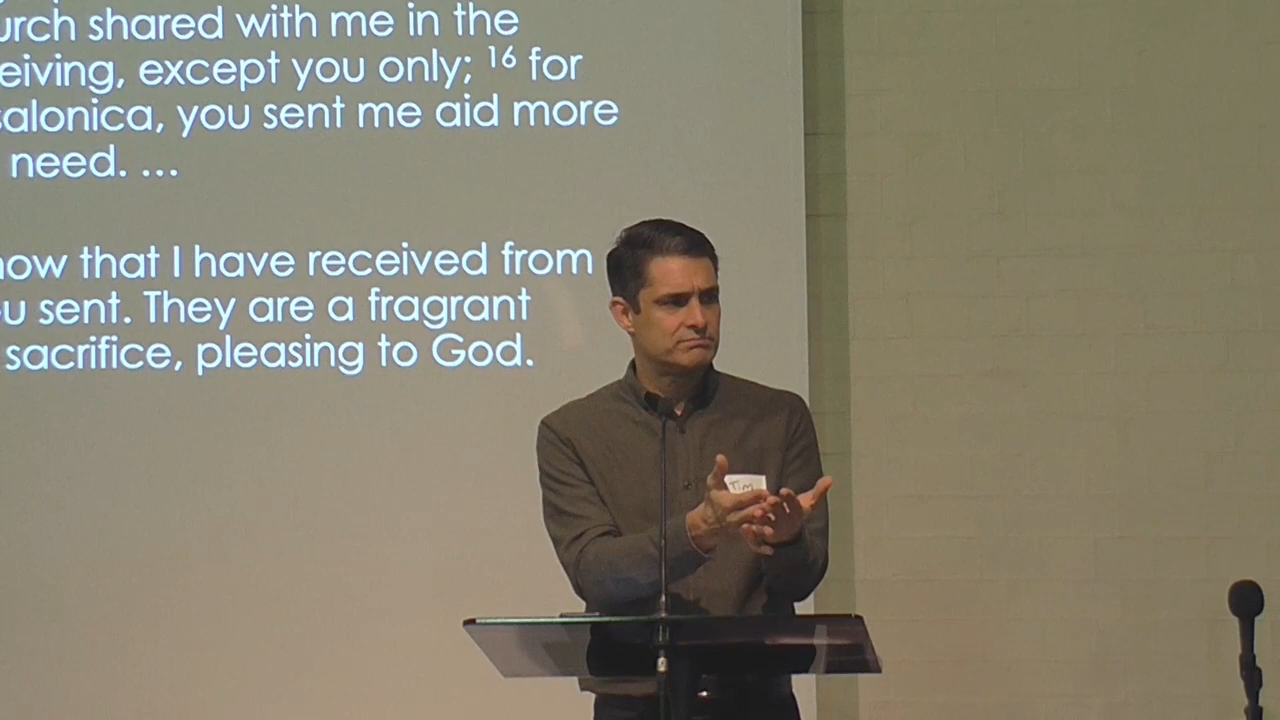 urch shared with me in the
eiving, except you only; ¹⁶ for
salonica, you sent me aid more
need. ...
now that I have received from
u sent. They are a fragrant
sacrifice, pleasing to God.
Tim